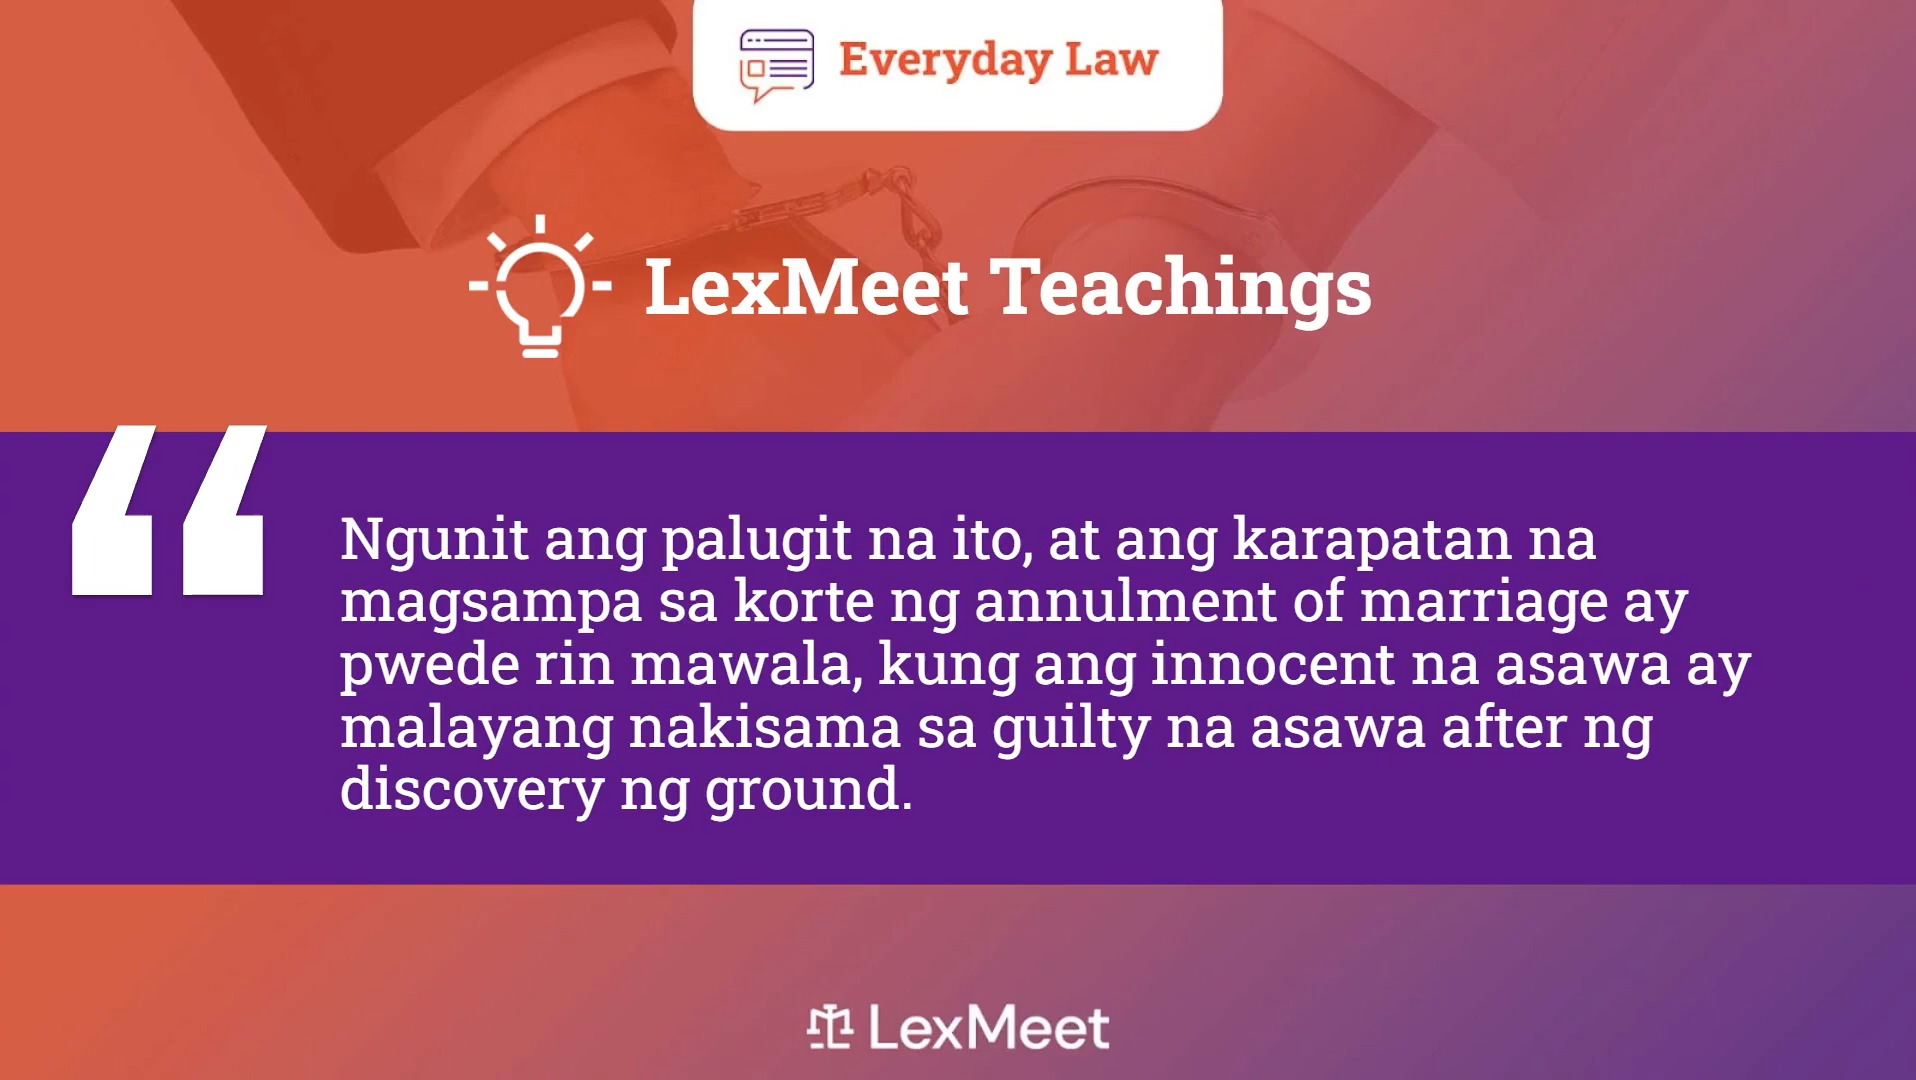 Everyday Law
LexMeet Teachings
“
Ngunit ang palugit na ito, at ang karapatan na
magsampa sa korte ng annulment of marriage ay
pwede rin mawala, kung ang innocent na asawa ay
malayang nakisama sa guilty na asawa after ng
discovery ng ground.
LexMeet